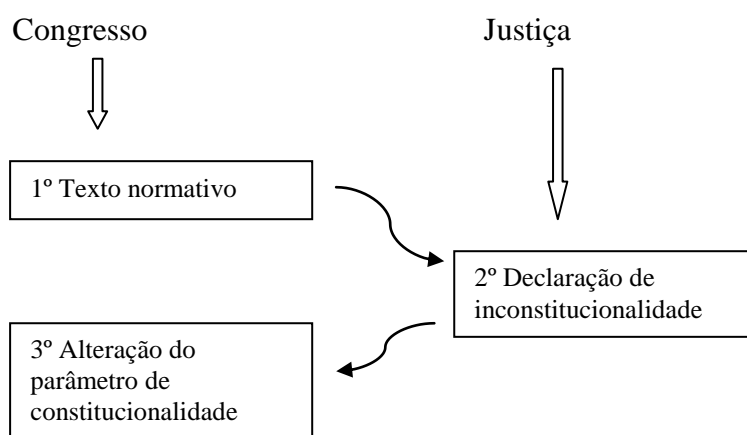 Congresso
Justiça
1º Texto normativo
2º Declaração de
inconstitucionalidade
3º Alteração do
parâmetro de
constitucionalidade